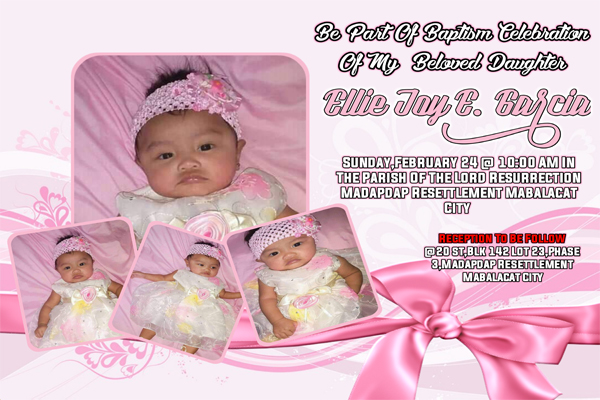 Be Part Of Baptism Celebration
Of My Beloved Daughter
Ellie Jay E. Garcia
SUNDAY,FEBRUARY 24 @ 10:00 AM IN
THE PARISH OF THE LORD RESURRECTION
MADAPDAP RESETTLEMENT MABALACAT
CITY
RECEPTION TO BE FOLLOW
@20 ST,BLK 142 LOT 23,PHASE
3,MADAPDAP RESETTLEMENT
MABALACAT CITY